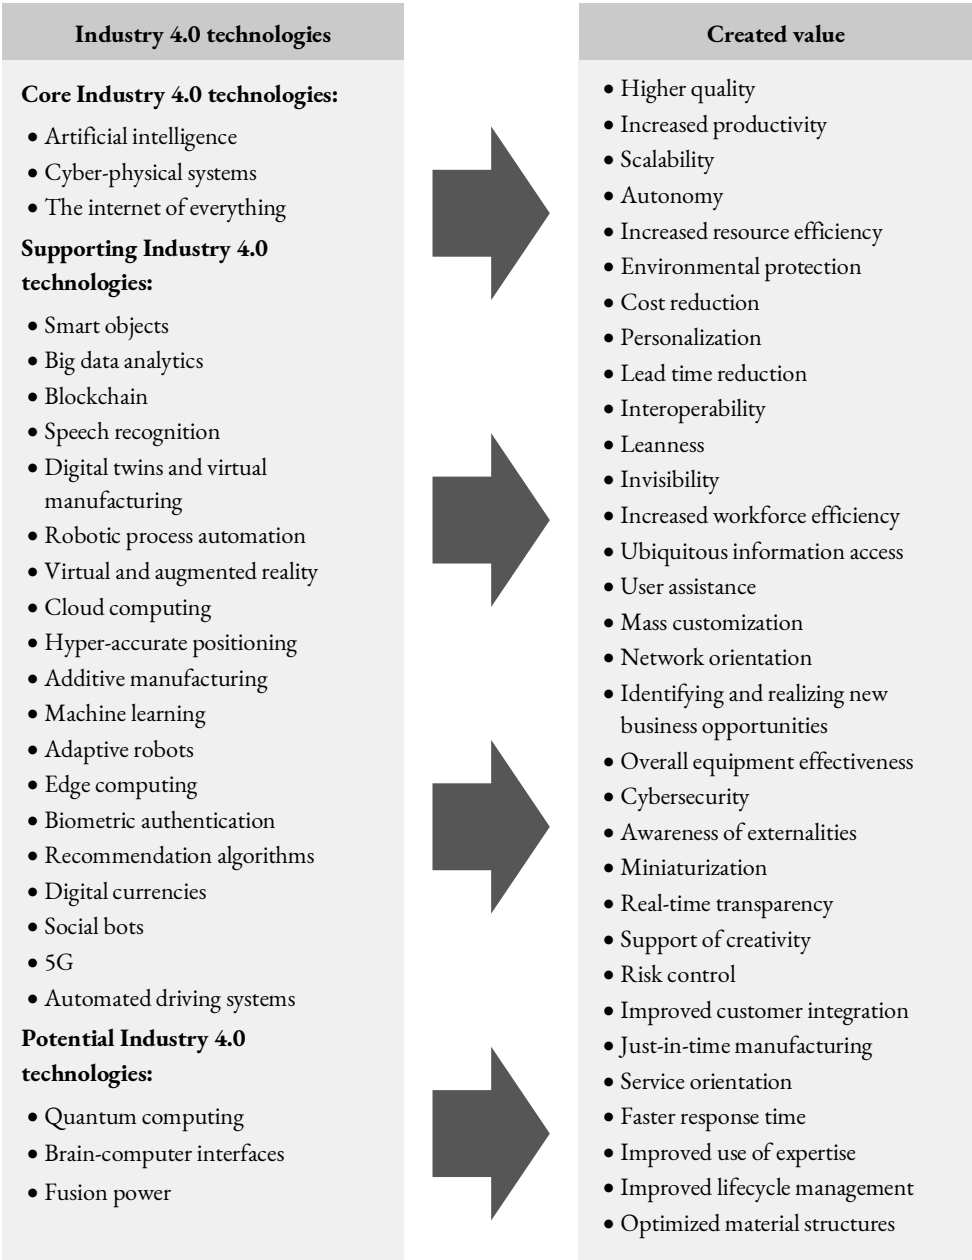 Industry 4.0 technologies
Core Industry 4.0 technologies:
• Artificial intelligence
• Cyber-physical systems
• The internet of everything
Supporting Industry 4.0
technologies:
• Smart objects
• Big data analytics
• Blockchain
• Speech recognition
• Digital twins and virtual
manufacturing
• Robotic process automation
• Virtual and augmented reality
• Cloud computing
• Hyper-accurate positioning
• Additive manufacturing
• Machine learning
• Adaptive robots
• Edge computing
• Biometric authentication
• Recommendation algorithms
• Digital currencies
• Social bots
• 5G
• Automated driving systems
Potential Industry 4.0
technologies:
• Quantum computing
• Brain-computer interfaces
• Fusion power
Created value
• Higher quality
• Increased productivity
• Scalability
• Autonomy
• Increased resource efficiency
• Environmental protection
• Cost reduction
• Personalization
• Lead time reduction
• Interoperability
• Leanness
• Invisibility
• Increased workforce efficiency
• Ubiquitous information access
• User assistance
• Mass customization
• Network orientation
• Identifying and realizing new
business opportunities
• Overall equipment effectiveness
• Cybersecurity
• Awareness of externalities
• Miniaturization
• Real-time transparency
• Support of creativity
• Risk control
• Improved customer integration
• Just-in-time manufacturing
• Service orientation
• Faster response time
• Improved use of expertise
• Improved lifecycle management
• Optimized material structures